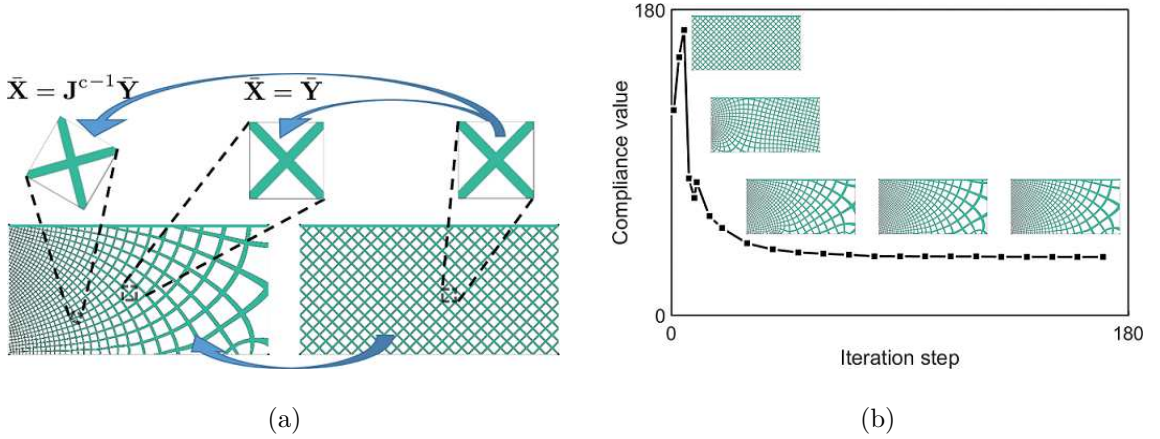 X̄ = J^{c−1}Ȳ
X̄ = Ȳ
(a)
180
Compliance value
0
0
180
Iteration step
(b)